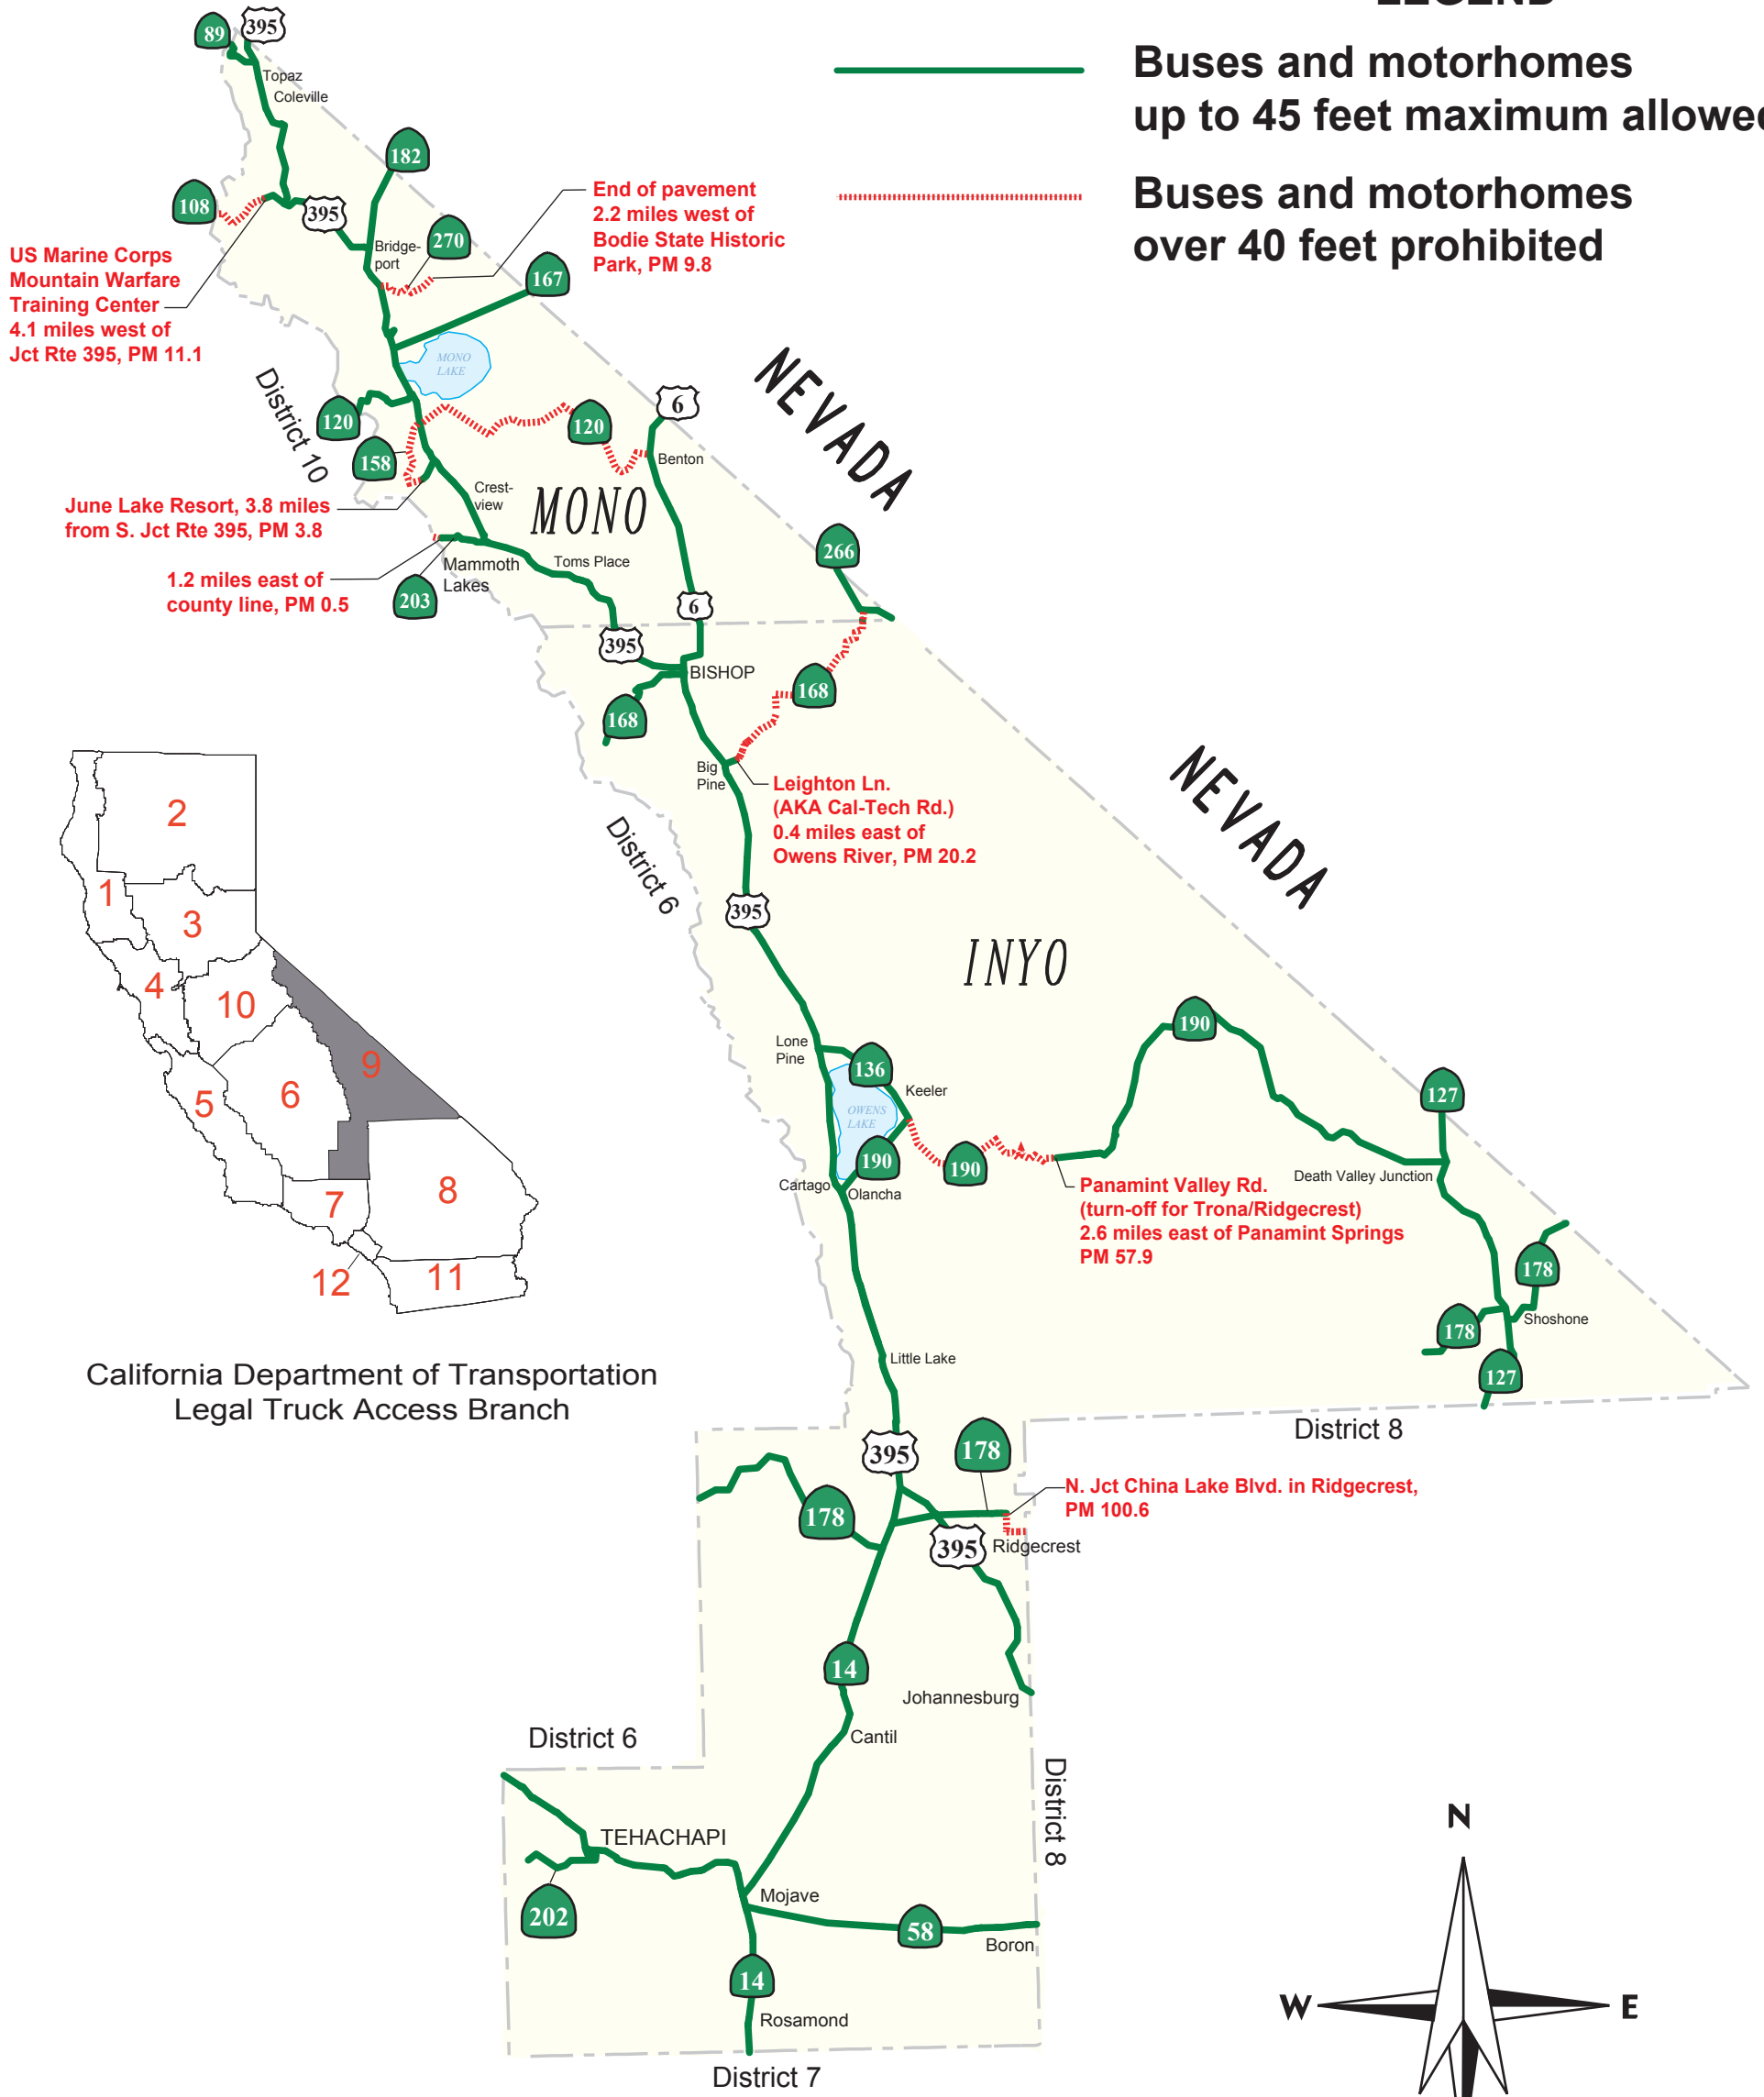 LEGEND
Buses and motorhomes
up to 45 feet maximum allowed
Buses and motorhomes
over 40 feet prohibited
89
395
Topaz
Coleville
182
108
395
270
Bridge-
port
167
End of pavement
2.2 miles west of
Bodie State Historic
Park, PM 9.8
US Marine Corps
Mountain Warfare
Training Center
4.1 miles west of
Jct Rte 395, PM 11.1
MONO
LAKE
NEVADA
District 10
120
158
120
6
Benton
Crest-
view
MONO
June Lake Resort, 3.8 miles
from S. Jct Rte 395, PM 3.8
1.2 miles east of
county line, PM 0.5
203
Mammoth
Lakes
Toms Place
266
6
395
BISHOP
168
168
Big
Pine
Leighton Ln.
(AKA Cal-Tech Rd.)
0.4 miles east of
Owens River, PM 20.2
NEVADA
District 6
395
INYO
2
1
3
4
10
9
5
6
7
8
12
11
California Department of Transportation
Legal Truck Access Branch
Lone
Pine
136
Keeler
OWENS
LAKE
190
190
190
127
Cartago
Olancha
Death Valley Junction
Panamint Valley Rd.
(turn-off for Trona/Ridgecrest)
2.6 miles east of Panamint Springs
PM 57.9
178
178
Shoshone
127
Little Lake
District 8
395
178
178
N. Jct China Lake Blvd. in Ridgecrest,
PM 100.6
395
Ridgecrest
14
Johannesburg
Cantil
District 6
District 8
TEHACHAPI
202
Mojave
58
Boron
14
Rosamond
District 7
N
W
E